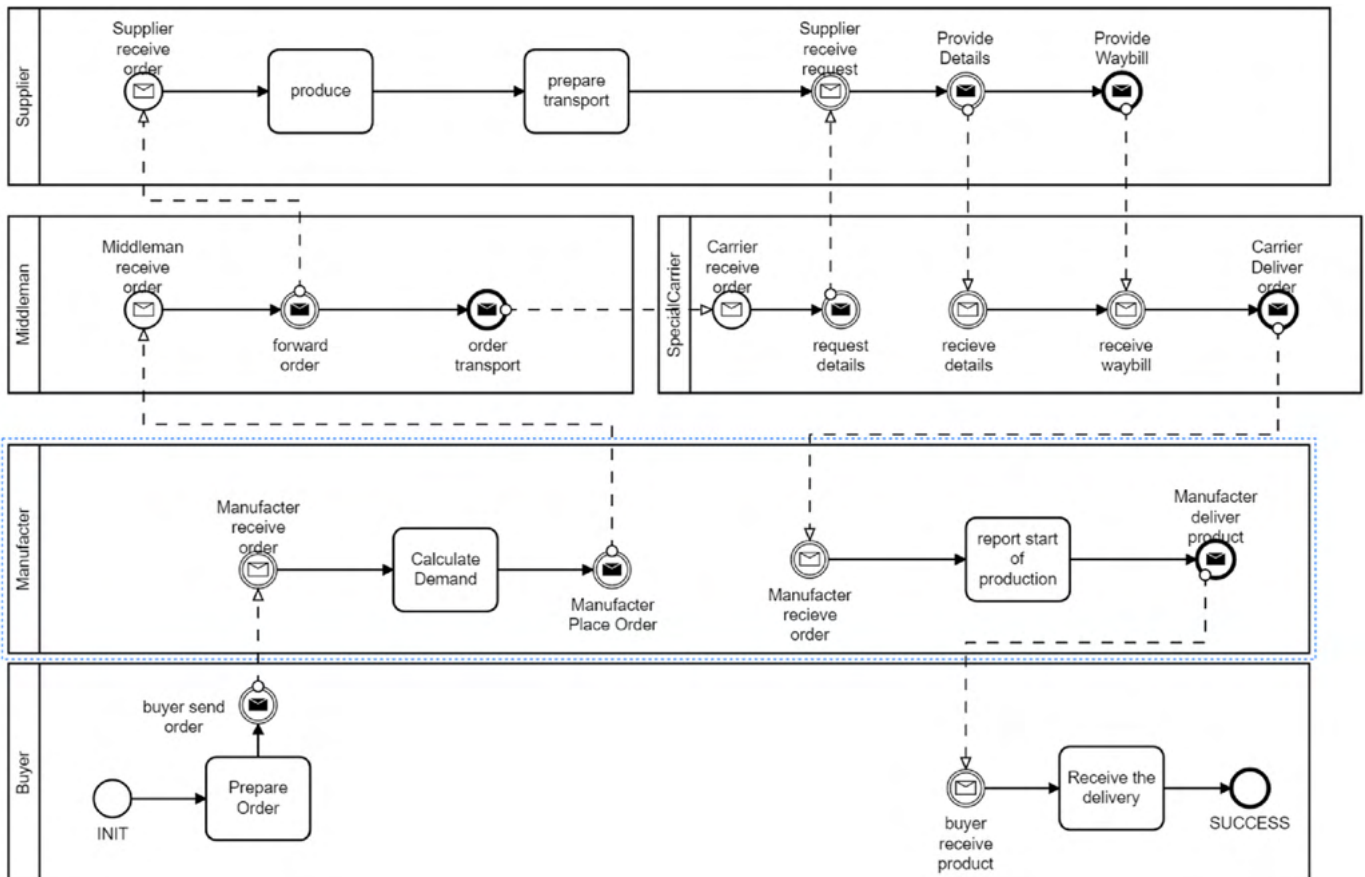 Supplier
Supplier
receive
order
produce
prepare
transport
Supplier
receive
request
Provide
Details
Provide
Waybill
Middleman
Middleman
receive
order
forward
order
order
transport
SpecialCarrier
Carrier
receive
order
request
details
recieve
details
receive
waybill
Carrier
Deliver
order
Manufacter
Manufacter
receive
order
Calculate
Demand
Manufacter
Place Order
Manufacter
recieve
order
report start
of
production
Manufacter
deliver
product
Buyer
INIT
Prepare
Order
buyer send
order
buyer
receive
product
Receive the
delivery
SUCCESS